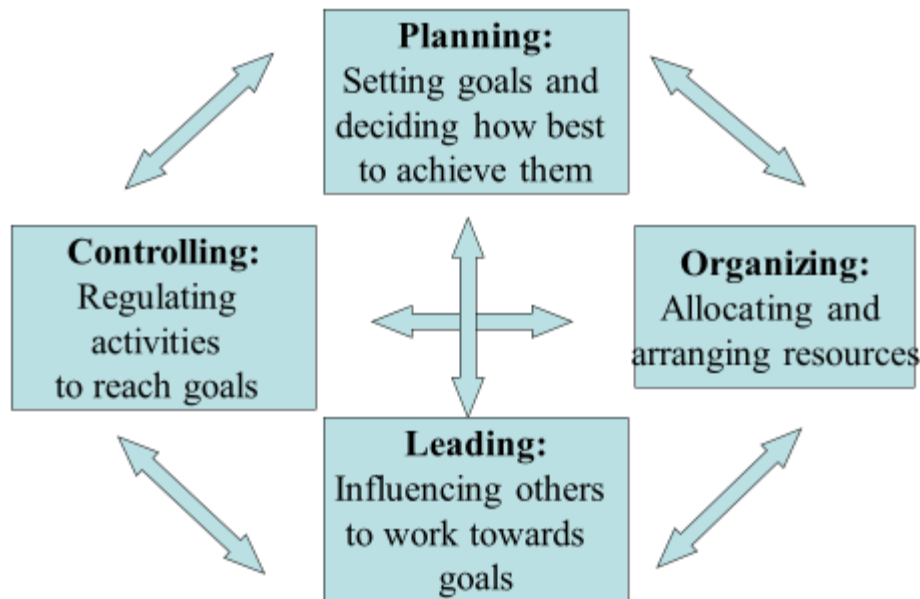 Planning:
Setting goals and
deciding how best
to achieve them
Controlling:
Regulating
activities
to reach goals
Organizing:
Allocating and
arranging resources
Leading:
Influencing others
to work towards
goals